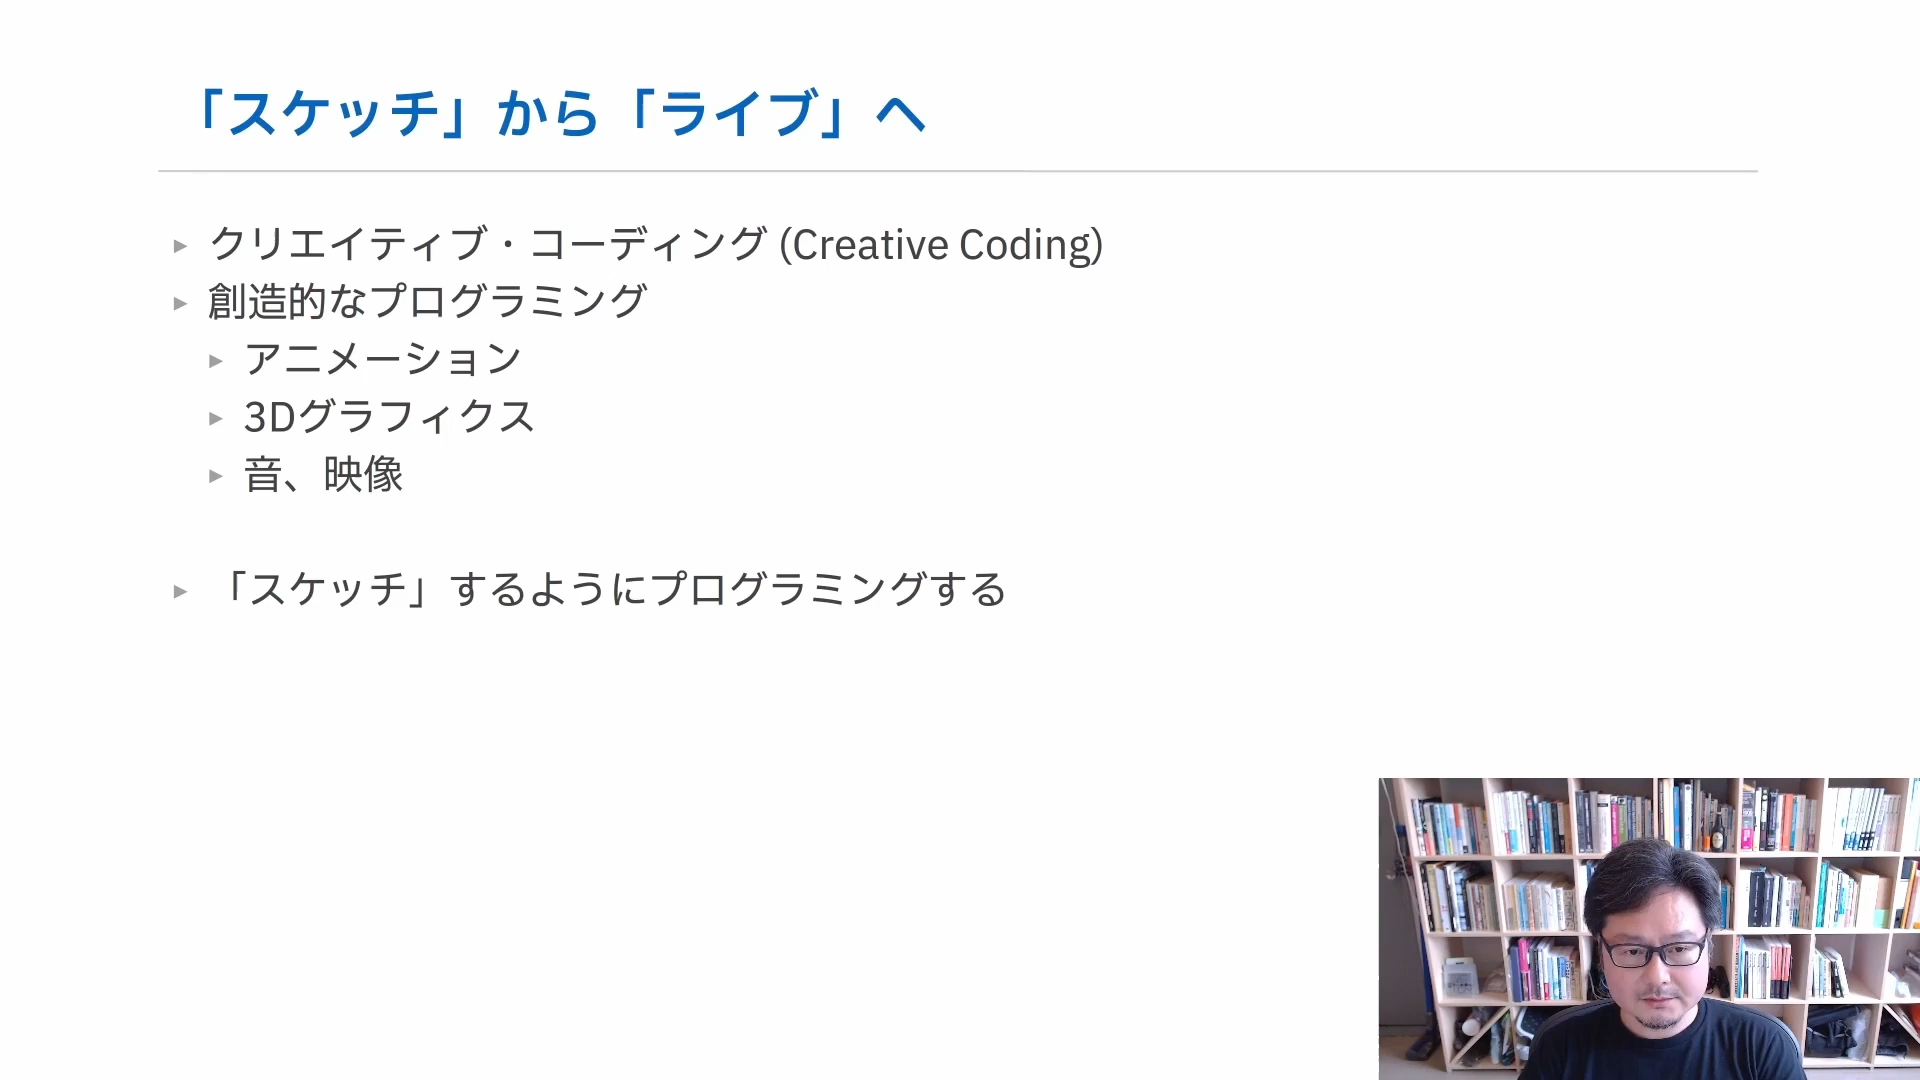 「スケッチ」から「ライブ」へ
クリエイティブ・コーディング (Creative Coding)
創造的なプログラミング
アニメーション
3Dグラフィクス
音、映像
「スケッチ」するようにプログラミングする